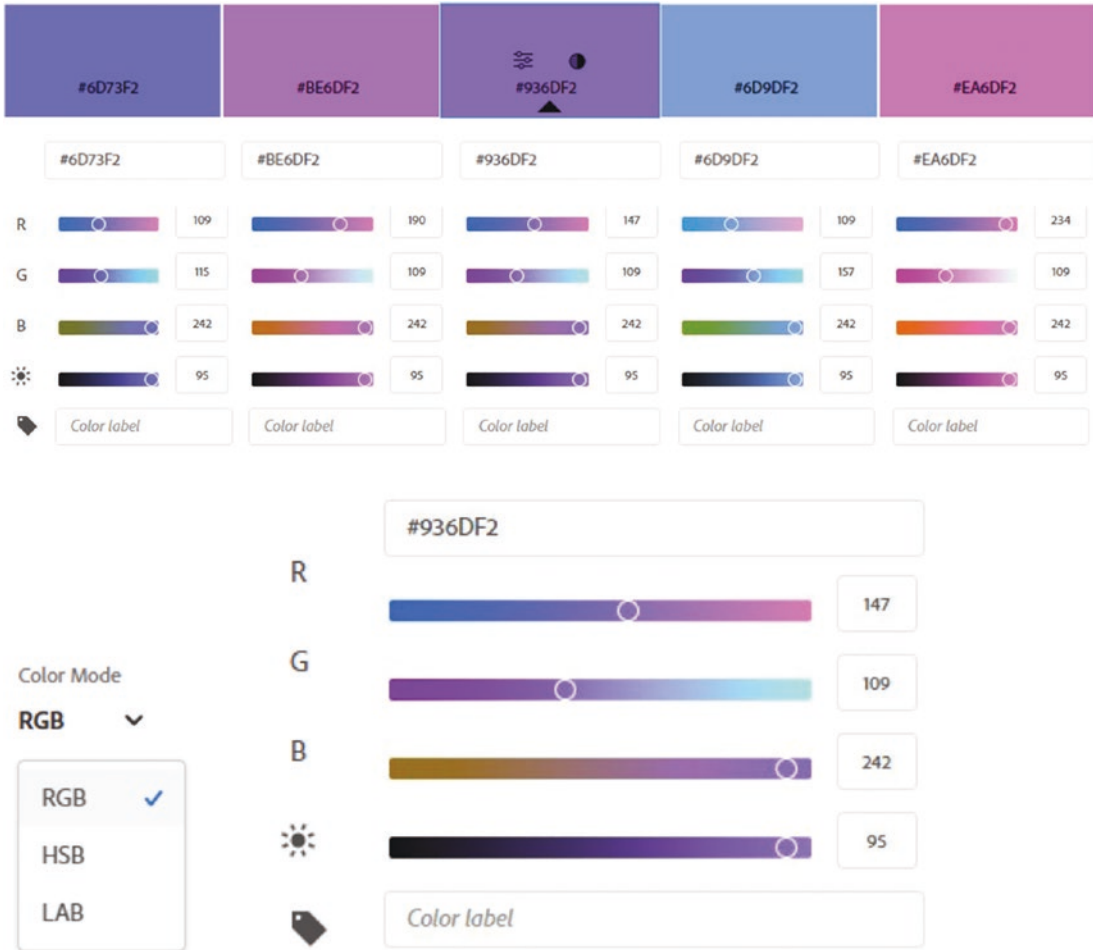 #6D73F2 #BE6DF2 #936DF2 #6D9DF2 #EA6DF2
#6D73F2 #BE6DF2 #936DF2 #6D9DF2 #EA6DF2
R 109 190 147 109 234
G 115 109 109 157 109
B 242 242 242 242 242
95 95 95 95 95
Color label Color label Color label Color label Color label
#936DF2
R
147
G
109
Color Mode
RGB
B
242
RGB
HSB
95
LAB
Color label